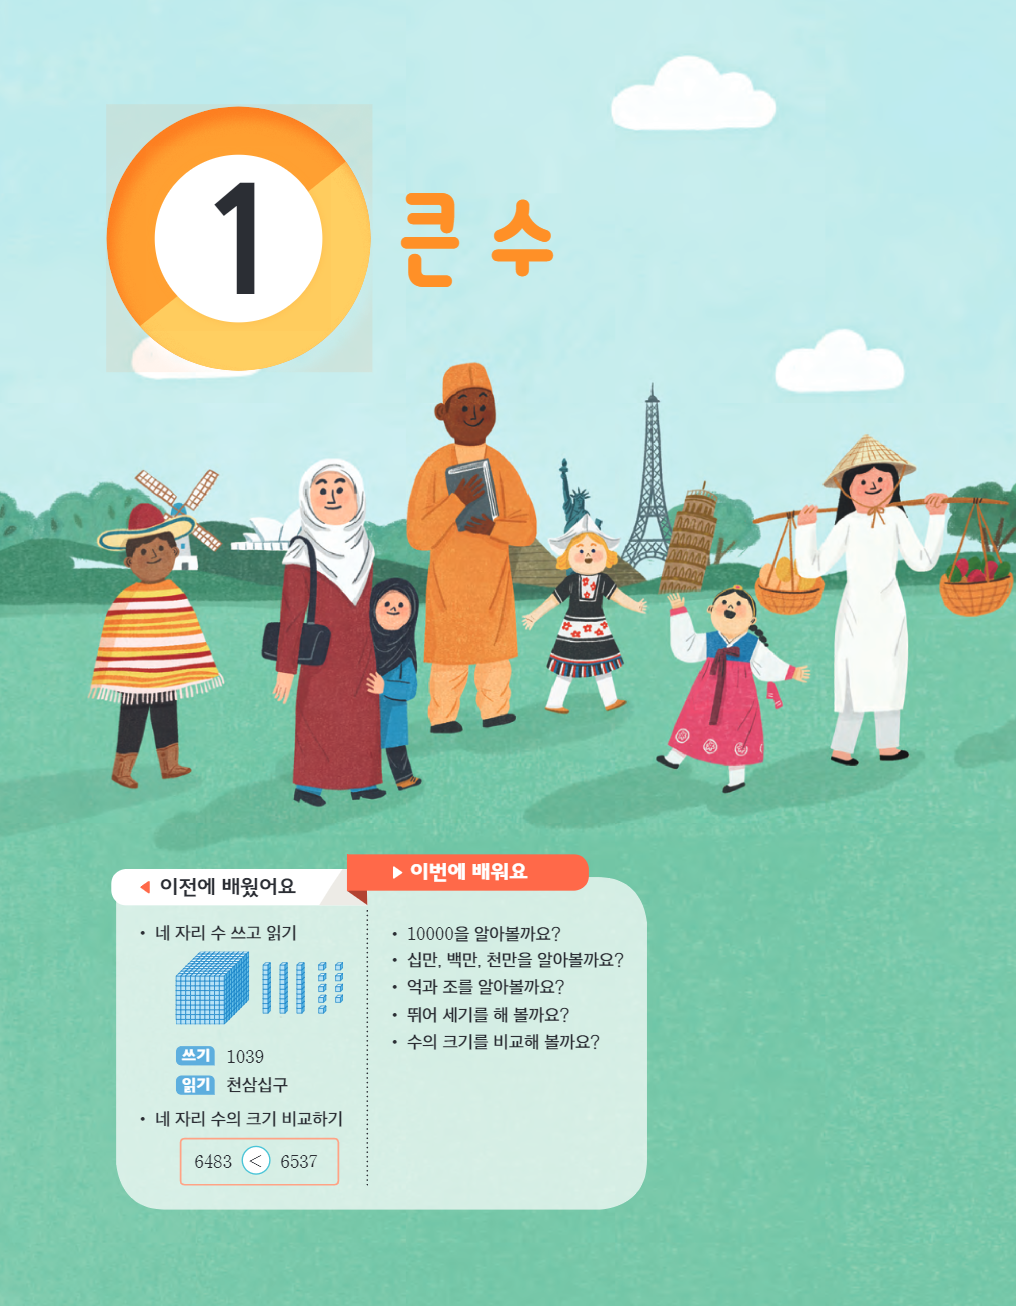 1
큰 수
이전에 배웠어요
• 네 자리 수 쓰고 읽기
쓰기 1039
읽기 천삼십구
• 네 자리 수의 크기 비교하기
6483 < 6537
이번에 배워요
• 10000을 알아볼까요?
• 십만, 백만, 천만을 알아볼까요?
• 억과 조를 알아볼까요?
• 뛰어 세기를 해 볼까요?
• 수의 크기를 비교해 볼까요?